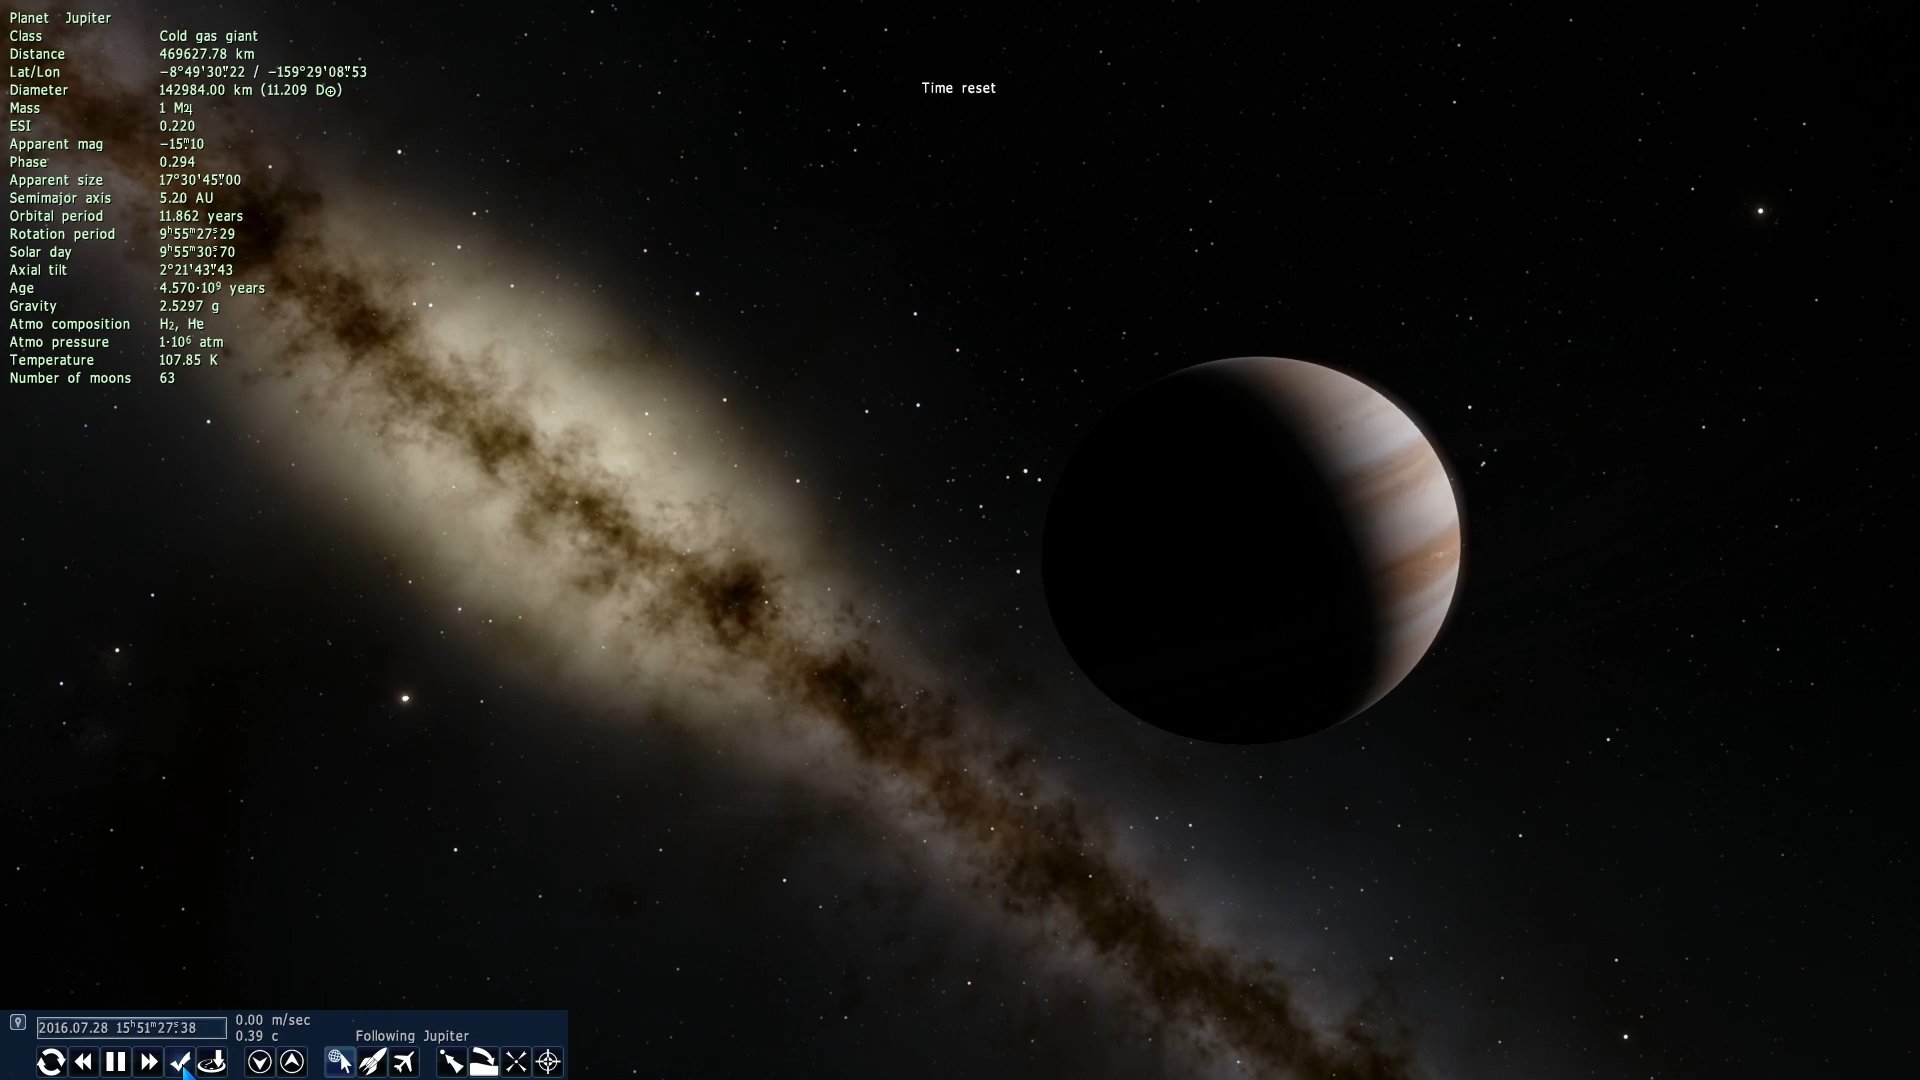 Planet Jupiter
Class Cold gas giant
Distance 469627.78 km
Lat/Lon −8°49'30".22 / −159°29'08".53
Diameter 142984.00 km (11.209 D⊕)
Mass 1 M♃
ESI 0.220
Apparent mag −15ᵐ.10
Phase 0.294
Apparent size 17°30'45".00
Semimajor axis 5.20 AU
Orbital period 11.862 years
Rotation period 9ʰ55ᵐ27ˢ.29
Solar day 9ʰ55ᵐ30ˢ.70
Axial tilt 2°21'43".43
Age 4.570·10⁹ years
Gravity 2.5297 g
Atmo composition H₂, He
Atmo pressure 1·10⁶ atm
Temperature 107.85 K
Number of moons 63
Time reset
2016.07.28 15ʰ51ᵐ27ˢ.38
0.00 m/sec
0.39 c
Following Jupiter